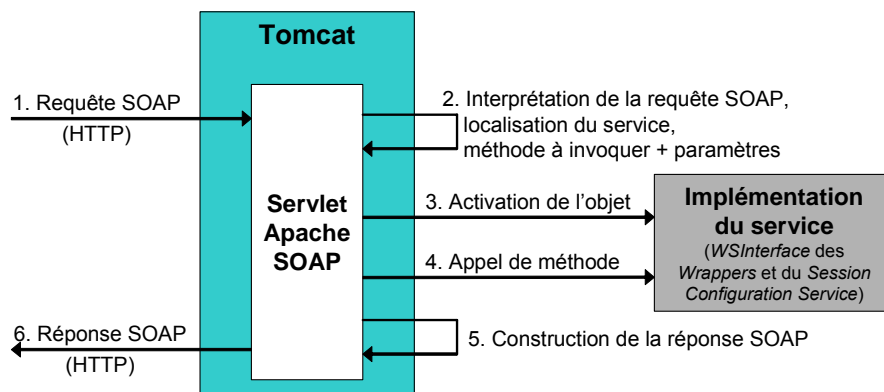 Tomcat
1. Requête SOAP
(HTTP)
2. Interprétation de la requête SOAP,
localisation du service,
méthode à invoquer + paramètres
Servlet
Apache
SOAP
3. Activation de l’objet
4. Appel de méthode
Implémentation
du service
(WSInterface des
Wrappers et du Session
Configuration Service)
5. Construction de la réponse SOAP
6. Réponse SOAP
(HTTP)